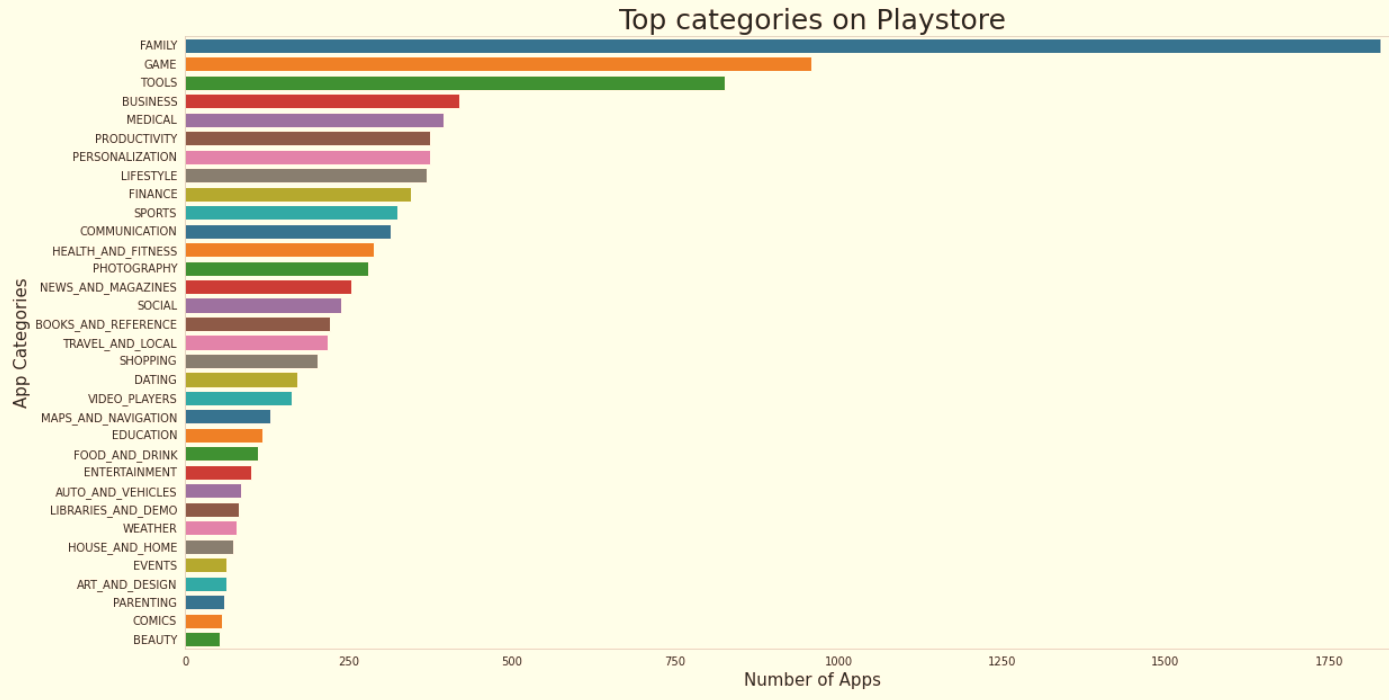 Top categories on Playstore
FAMILY
GAME
TOOLS
BUSINESS
MEDICAL
PRODUCTIVITY
PERSONALIZATION
LIFESTYLE
FINANCE
SPORTS
COMMUNICATION
HEALTH_AND_FITNESS
PHOTOGRAPHY
NEWS_AND_MAGAZINES
SOCIAL
BOOKS_AND_REFERENCE
TRAVEL_AND_LOCAL
SHOPPING
DATING
VIDEO_PLAYERS
MAPS_AND_NAVIGATION
EDUCATION
FOOD_AND_DRINK
ENTERTAINMENT
AUTO_AND_VEHICLES
LIBRARIES_AND_DEMO
WEATHER
HOUSE_AND_HOME
EVENTS
ART_AND_DESIGN
PARENTING
COMICS
BEAUTY
App Categories
0 250 500 750 1000 1250 1500 1750
Number of Apps